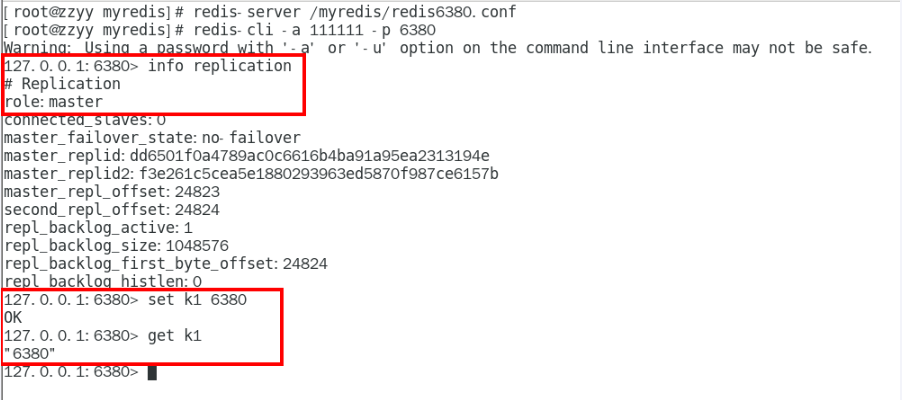 [root@zzyy myredis]# redis-server /myredis/redis6380.conf
[root@zzyy myredis]# redis-cli -a 111111 -p 6380
Warning: Using a password with '-a' or '-u' option on the command line interface may not be safe.
127.0.0.1:6380> info replication
# Replication
role:master
connected_slaves:0
master_failover_state:no-failover
master_replid:dd6501f0a4789ac0c6616b4ba91a95ea2313194e
master_replid2:f3e261c5cea5e1880293963ed5870f987ce6157b
master_repl_offset:24823
second_repl_offset:24824
repl_backlog_active:1
repl_backlog_size:1048576
repl_backlog_first_byte_offset:24824
repl_backlog_histlen:0
127.0.0.1:6380> set k1 6380
OK
127.0.0.1:6380> get k1
"6380"
127.0.0.1:6380>